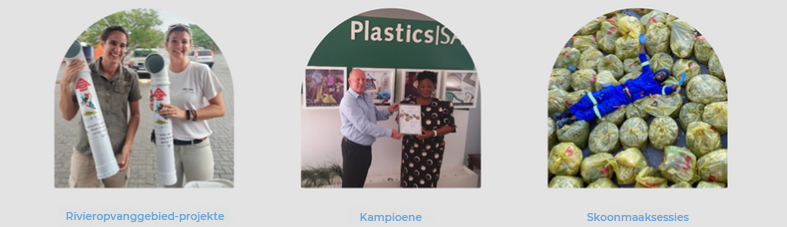 Plastics|SA
Rivieropvanggebied-projekte
Kampioene
Skoonmaaksessies